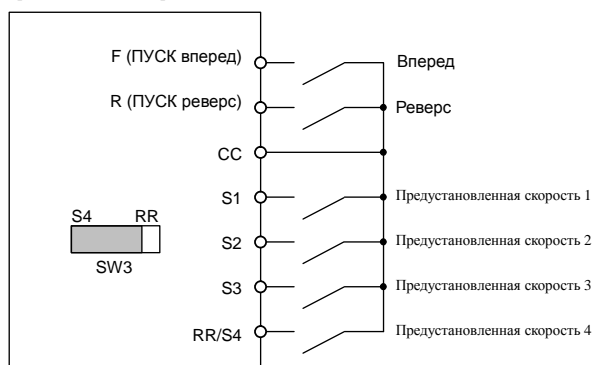 F (ПУСК вперед) Вперед
R (ПУСК реверс) Реверс
CC
S1 Предустановленная скорость 1
S4 RR
S2 Предустановленная скорость 2
SW3
S3 Предустановленная скорость 3
RR/S4 Предустановленная скорость 4